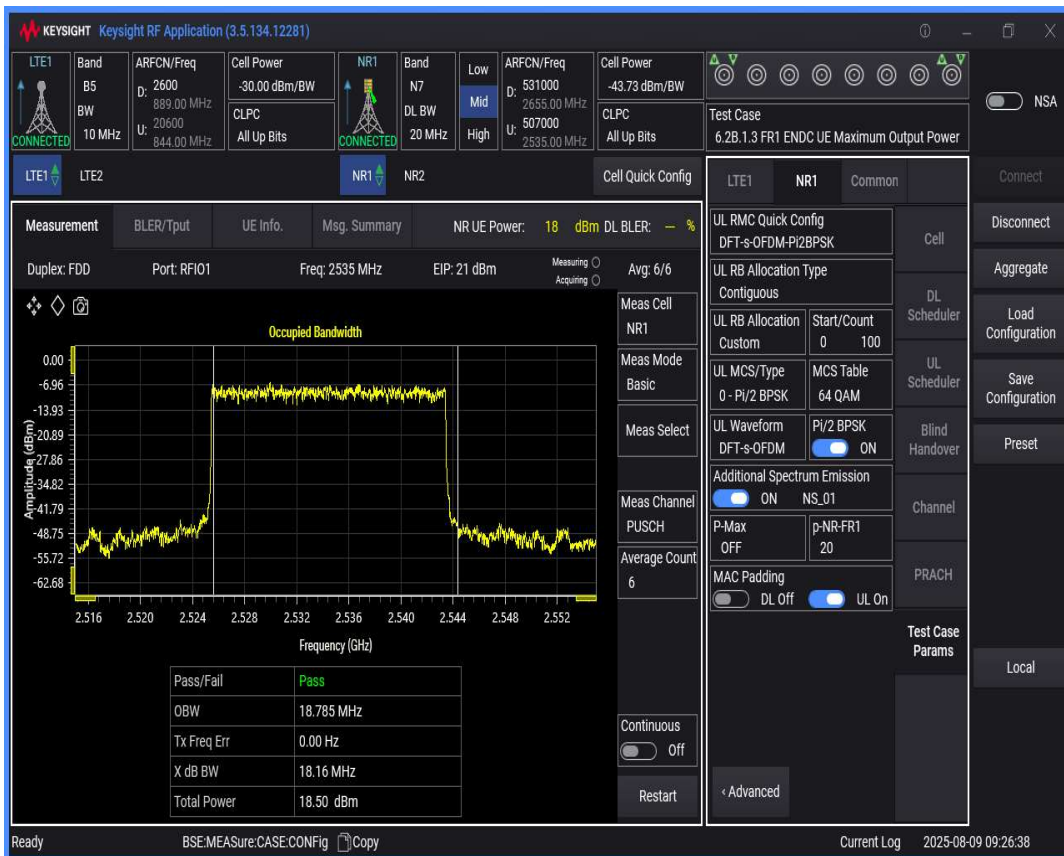 KEYSIGHT Keysight RF Application (3.5.134.12281)
LTE1
CONNECTED
Band
B5
BW
10 MHz
ARFCN/Freq
D: 2600
889.00 MHz
U: 20600
844.00 MHz
Cell Power
-30.00 dBm/BW
CLPC
All Up Bits
NR1
CONNECTED
Band
N7
DL BW
20 MHz
Low
Mid
High
ARFCN/Freq
D: 531000
2655.00 MHz
U: 507000
2535.00 MHz
Cell Power
-43.73 dBm/BW
CLPC
All Up Bits
Test Case
6.2B.1.3 FR1 ENDC UE Maximum Output Power
NSA
LTE1 LTE2
NR1 NR2
Cell Quick Config
Measurement BLER/Tput UE Info. Msg. Summary NR UE Power: 18 dBm DL BLER: — %
Duplex: FDD Port: RFIO1 Freq: 2535 MHz EIP: 21 dBm Measuring Avg: 6/6
Acquiring
Occupied Bandwidth
Amplitude (dBm)
0.00
-6.96
-13.93
-20.89
-27.86
-34.82
-41.79
-48.75
-55.72
-62.68
2.516 2.520 2.524 2.528 2.532 2.536 2.540 2.544 2.548 2.552
Frequency (GHz)
Pass/Fail Pass
OBW 18.785 MHz
Tx Freq Err 0.00 Hz
X dB BW 18.16 MHz
Total Power 18.50 dBm
Meas Cell
NR1
Meas Mode
Basic
Meas Select
Meas Channel
PUSCH
Average Count
6
Continuous
Off
Restart
LTE1 NR1 Common
UL RMC Quick Config
DFT-s-OFDM-Pi2BPSK
UL RB Allocation Type
Contiguous
UL RB Allocation Start/Count
Custom 0 100
UL MCS/Type MCS Table
0 - Pi/2 BPSK 64 QAM
UL Waveform Pi/2 BPSK
DFT-s-OFDM ON
Additional Spectrum Emission
ON NS_01
P-Max p-NR-FR1
OFF 20
MAC Padding
DL Off UL On
‹ Advanced
Cell
DL
Scheduler
UL
Scheduler
Blind
Handover
Channel
PRACH
Test Case
Params
Connect
Disconnect
Aggregate
Load
Configuration
Save
Configuration
Preset
Local
Ready BSE:MEASure:CASE:CONFig Copy Current Log 2025-08-09 09:26:38